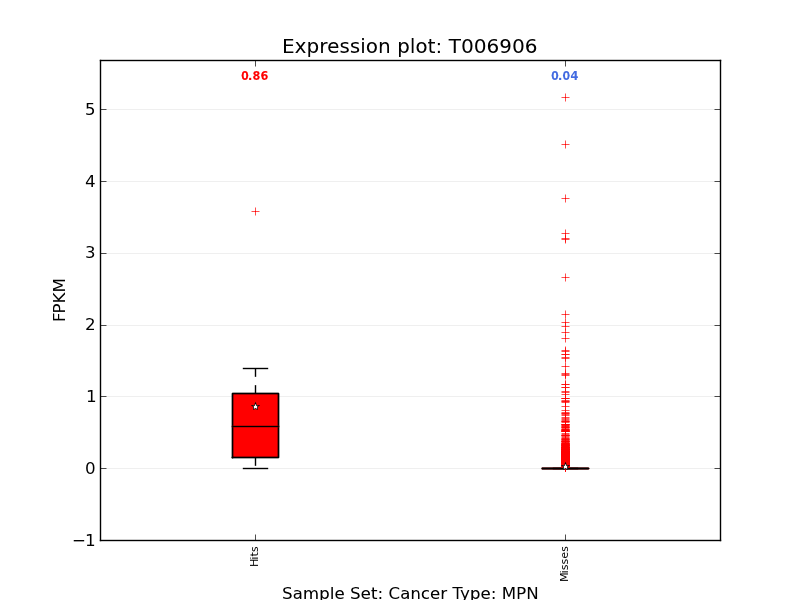 Expression plot: T006906
0.86
0.04
5
4
3
2
1
0
−1
FPKM
Hits
Misses
Sample Set: Cancer Type: MPN